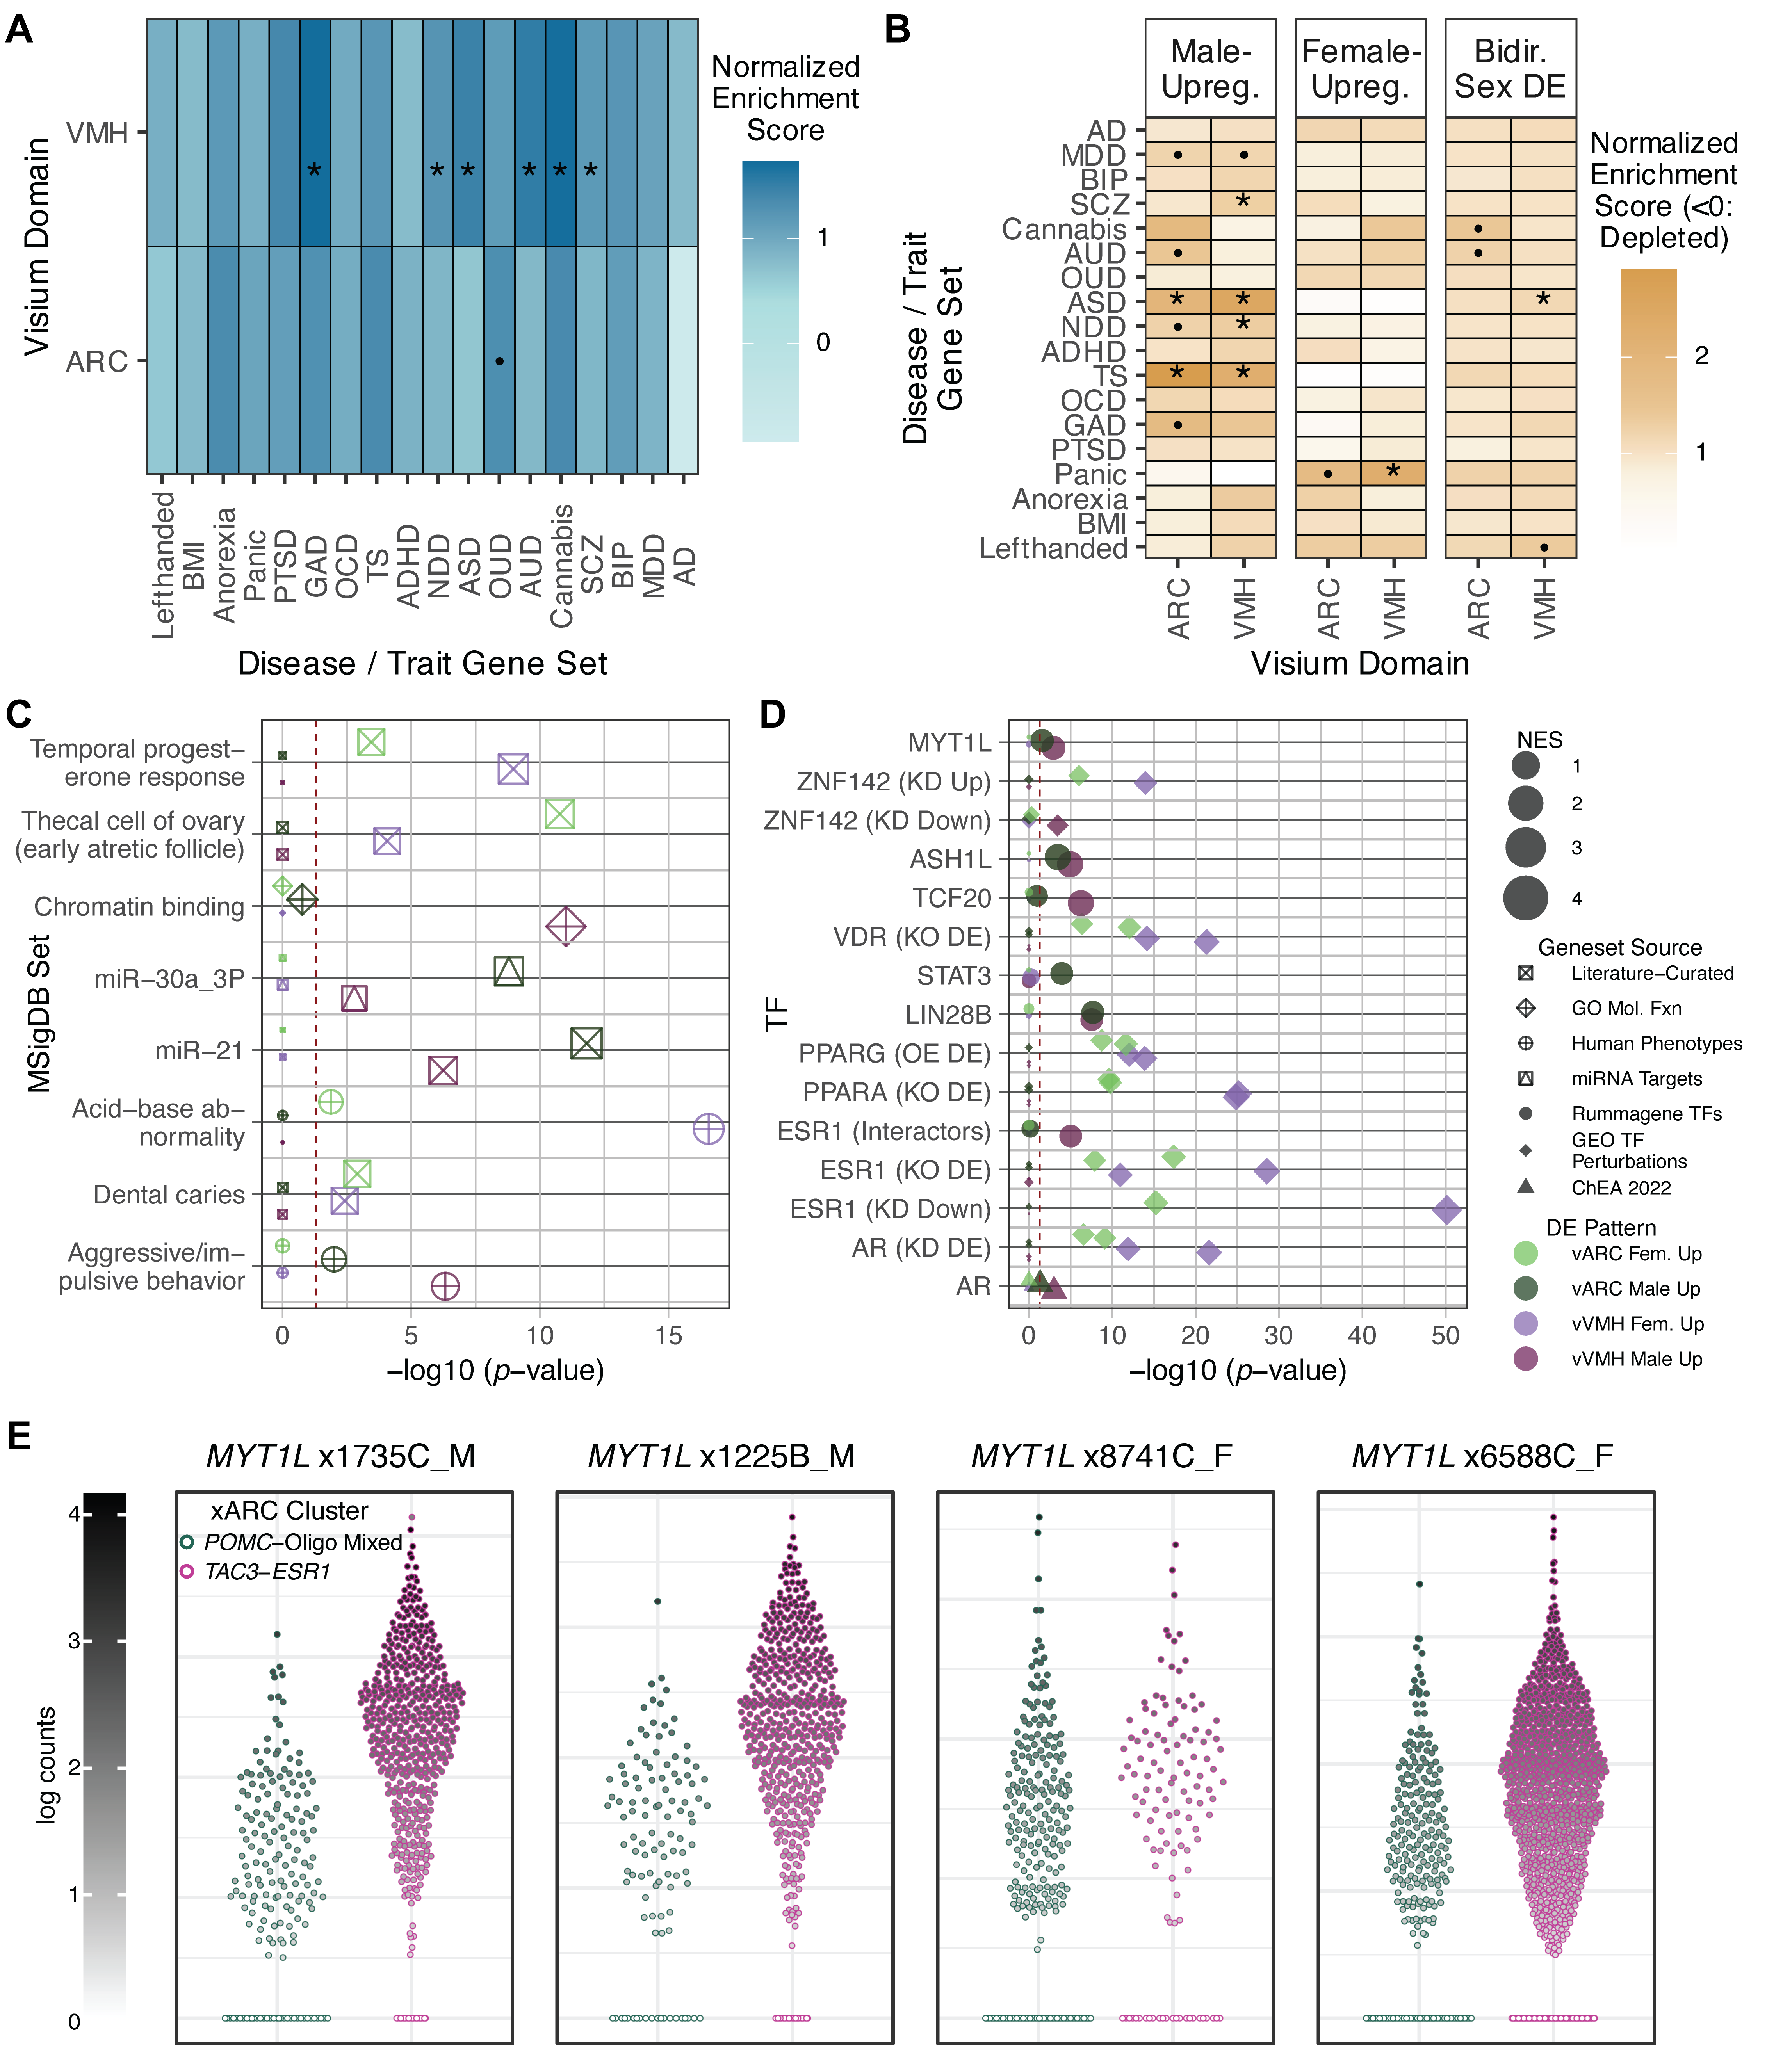 A
Visium Domain
VMH
ARC
*
*
*
*
*
*
•
Lefthanded
BMI
Anorexia
Panic
PTSD
GAD
OCD
TS
ADHD
NDD
ASD
OUD
AUD
Cannabis
SCZ
BIP
MDD
AD
Disease / Trait Gene Set
Normalized
Enrichment
Score
1
0
B
Male-
Upreg.
Female-
Upreg.
Bidir.
Sex DE
Disease / Trait
Gene Set
AD
MDD
BIP
SCZ
Cannabis
AUD
OUD
ASD
NDD
ADHD
TS
OCD
GAD
PTSD
Panic
Anorexia
BMI
Lefthanded
ARC
VMH
ARC
VMH
ARC
VMH
Visium Domain
Normalized
Enrichment
Score (<0:
Depleted)
2
1
C
MSigDB Set
Temporal progest–
erone response
Thecal cell of ovary
(early atretic follicle)
Chromatin binding
miR–30a_3P
miR–21
Acid–base ab–
normality
Dental caries
Aggressive/im–
pulsive behavior
0
5
10
15
–log10 (p–value)
D
TF
MYT1L
ZNF142 (KD Up)
ZNF142 (KD Down)
ASH1L
TCF20
VDR (KO DE)
STAT3
LIN28B
PPARG (OE DE)
PPARA (KO DE)
ESR1 (Interactors)
ESR1 (KO DE)
ESR1 (KD Down)
AR (KD DE)
AR
0
10
20
30
40
50
–log10 (p–value)
NES
1
2
3
4
Geneset Source
Literature–Curated
GO Mol. Fxn
Human Phenotypes
miRNA Targets
Rummagene TFs
GEO TF
Perturbations
ChEA 2022
DE Pattern
vARC Fem. Up
vARC Male Up
vVMH Fem. Up
vVMH Male Up
E
log counts
4
3
2
1
0
MYT1L x1735C_M
MYT1L x1225B_M
MYT1L x8741C_F
MYT1L x6588C_F
xARC Cluster
POMC–Oligo Mixed
TAC3–ESR1